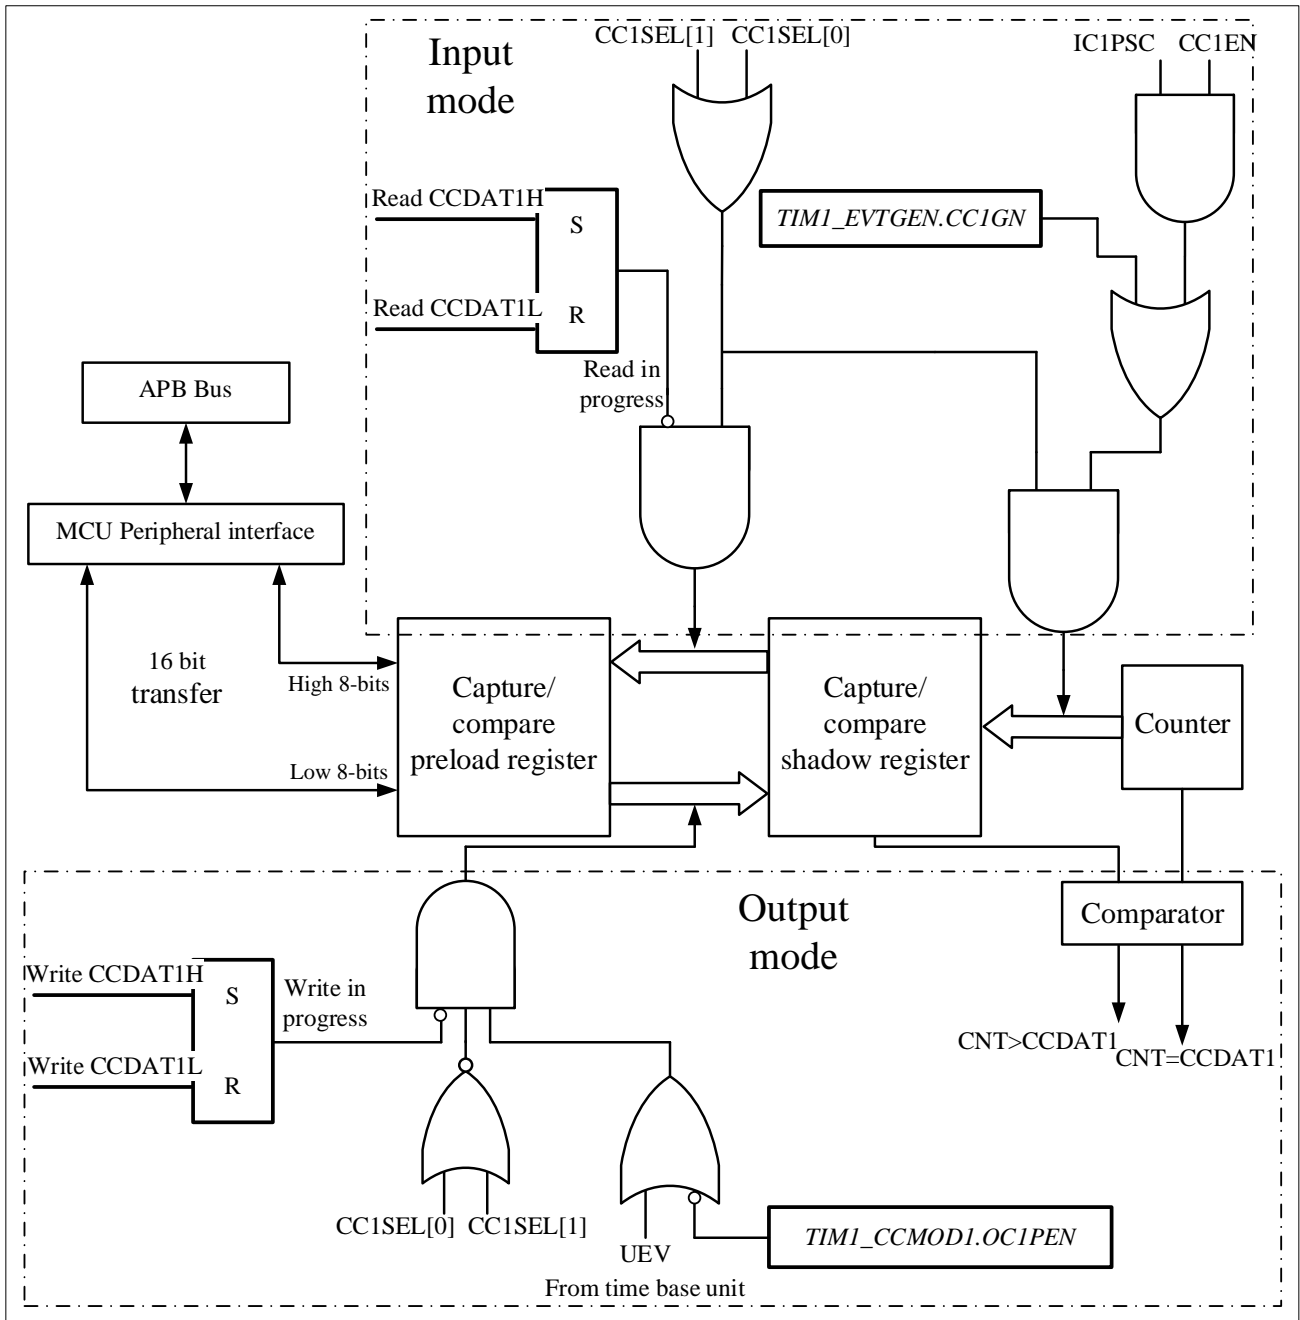 Input
mode
CC1SEL[1] CC1SEL[0]
IC1PSC CC1EN
Read CCDAT1H
S
TIM1_EVTGEN.CC1GN
Read CCDAT1L
R
Read in
progress
APB Bus
MCU Peripheral interface
16 bit
transfer
High 8-bits
Low 8-bits
Capture/
compare
preload register
Capture/
compare
shadow register
Counter
Output
mode
Comparator
Write CCDAT1H
S
Write in
progress
Write CCDAT1L
R
CNT>CCDAT1
CNT=CCDAT1
CC1SEL[0] CC1SEL[1]
UEV
TIM1_CCMOD1.OC1PEN
From time base unit